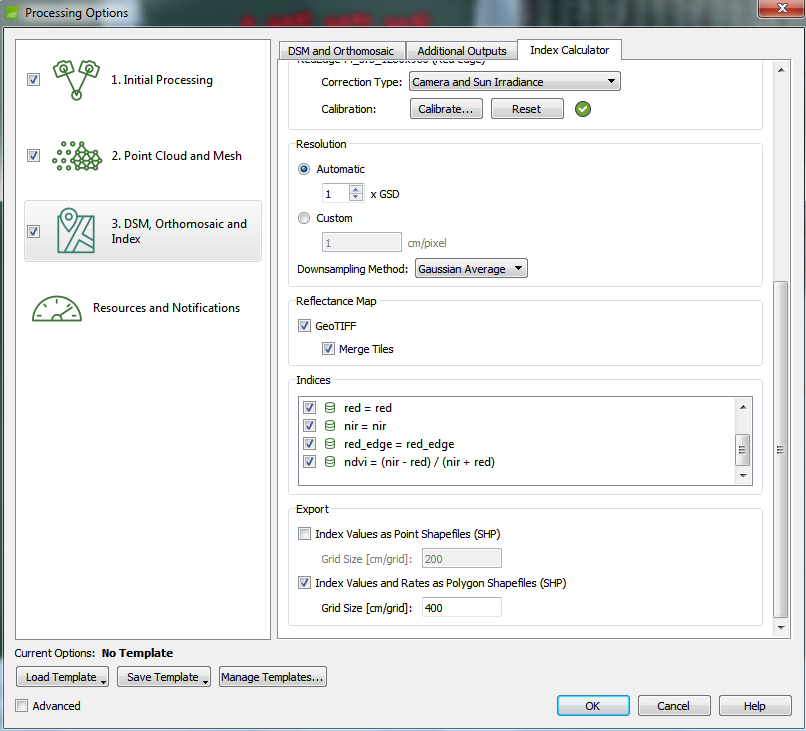 Processing Options
1. Initial Processing
2. Point Cloud and Mesh
3. DSM, Orthomosaic and
Index
Resources and Notifications
DSM and Orthomosaic
Additional Outputs
Index Calculator
Correction Type:
Camera and Sun Irradiance
Calibration:
Calibrate...
Reset
Resolution
Automatic
1
x GSD
Custom
1
cm/pixel
Downsampling Method:
Gaussian Average
Reflectance Map
GeoTIFF
Merge Tiles
Indices
red = red
nir = nir
red_edge = red_edge
ndvi = (nir - red) / (nir + red)
Export
Index Values as Point Shapefiles (SHP)
Grid Size [cm/grid]:
200
Index Values and Rates as Polygon Shapefiles (SHP)
Grid Size [cm/grid]:
400
Current Options: No Template
Load Template
Save Template
Manage Templates...
Advanced
OK
Cancel
Help